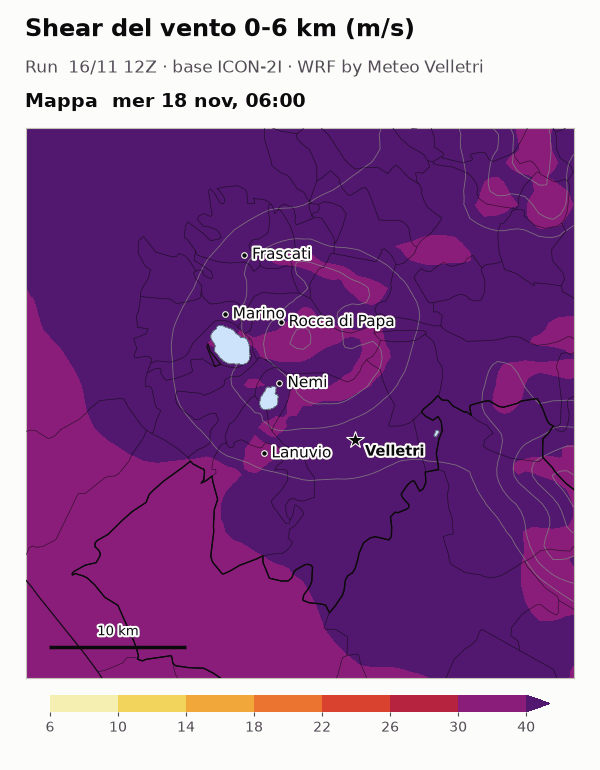 Shear del vento 0-6 km (m/s)
Run  16/11 12Z · base ICON-2I · WRF by Meteo Velletri
Mappa  mer 18 nov, 06:00
Frascati
Marino
Rocca di Papa
Nemi
Velletri
Lanuvio
10 km
6 10 14 18 22 26 30 40